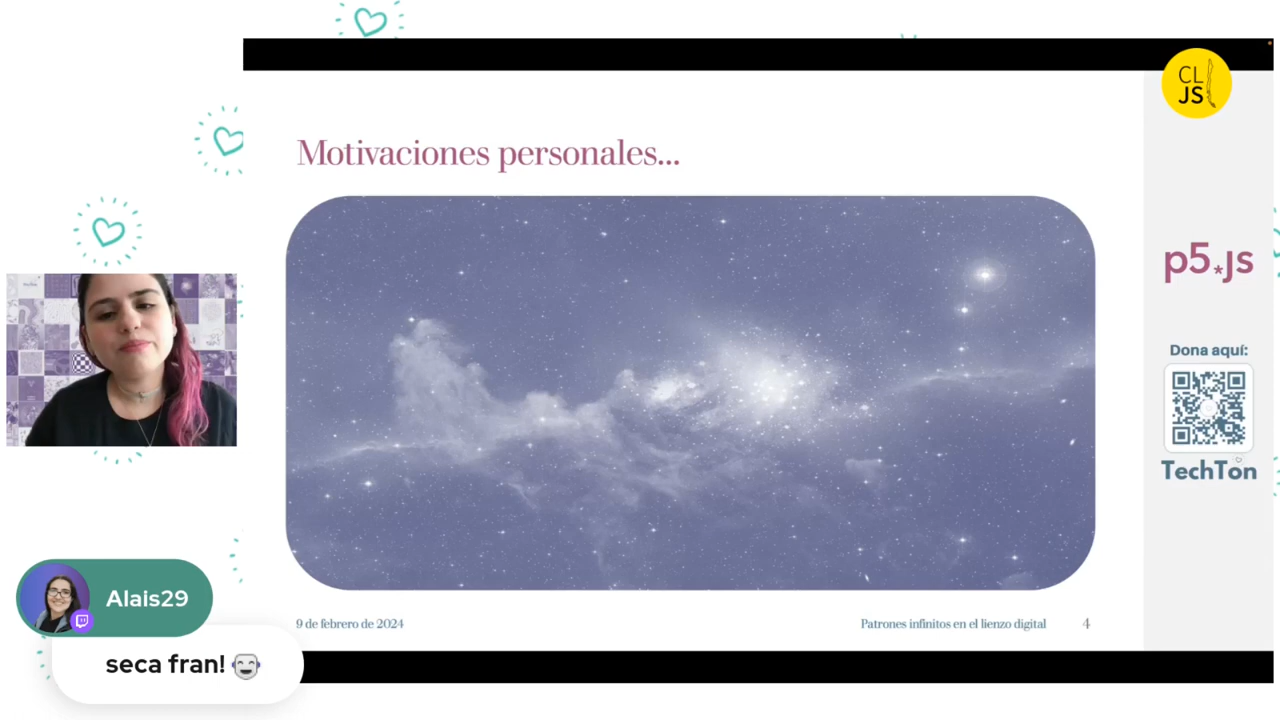 CL
JS
Motivaciones personales...
p5*JS
Dona aquí:
TechTon
9 de febrero de 2024
Patrones infinitos en el lienzo digital
4
Alais29
seca fran!